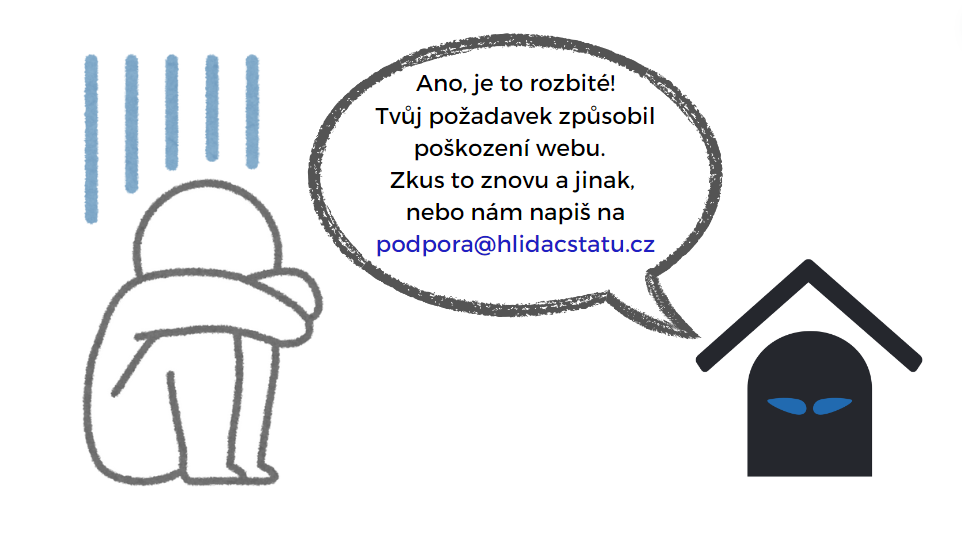 Ano, je to rozbité!
Tvůj požadavek způsobil
poškození webu.
Zkus to znovu a jinak,
nebo nám napiš na
podpora@hlidacstatu.cz